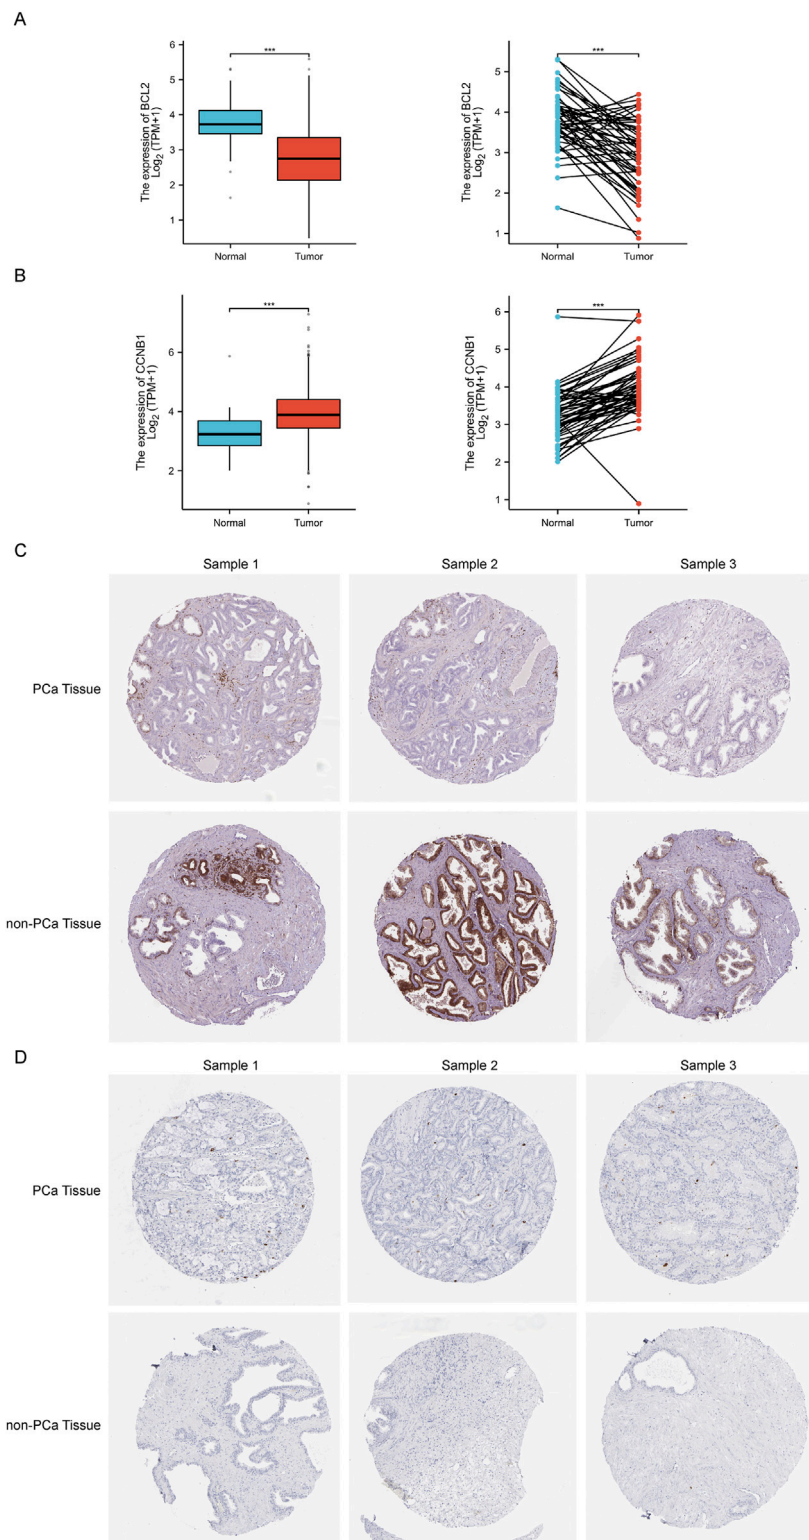 A
The expression of BCL2
Log2 (TPM+1)
6
5
4
3
2
1
***
Normal
Tumor
The expression of BCL2
Log2 (TPM+1)
5
4
3
2
1
***
Normal
Tumor
B
The expression of CCNB1
Log2 (TPM+1)
6
4
2
***
Normal
Tumor
The expression of CCNB1
Log2 (TPM+1)
6
5
4
3
2
1
***
Normal
Tumor
C
Sample 1
Sample 2
Sample 3
PCa Tissue
non-PCa Tissue
D
Sample 1
Sample 2
Sample 3
PCa Tissue
non-PCa Tissue